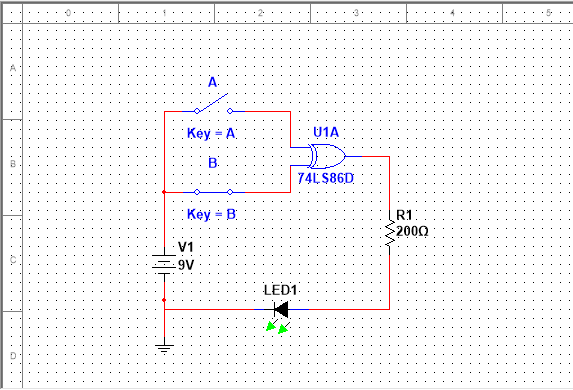 0 1 2 3 4 5
A
A
Key = A
U1A
B
B
74LS86D
Key = B
R1
200Ω
V1
9V
C
LED1
D